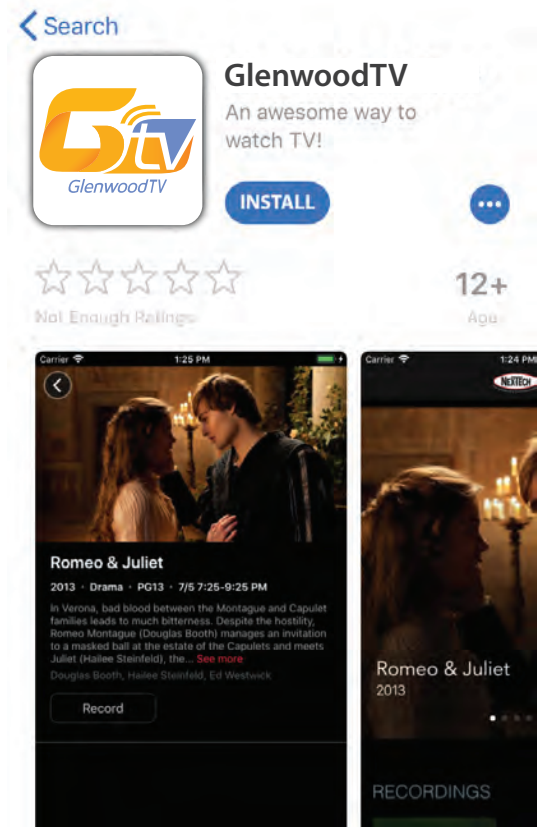 Search
GlenwoodTV
An awesome way to
watch TV!
Gtv
GlenwoodTV
INSTALL
12+
Not Enough Ratings
Age
Carrier
1:25 PM
Romeo & Juliet
2013 · Drama · PG13 · 7/5 7:25-9:25 PM
In Verona, bad blood between the Montague and Capulet
families leads to much bitterness. Despite the hostility,
Romeo Montague (Douglas Booth) manages an invitation
to a masked ball at the estate of the Capulets and meets
Juliet (Hailee Steinfeld), the... See more
Douglas Booth, Hailee Steinfeld, Ed Westwick
Record
Carrier
1:24 PM
NEXTECH
Romeo & Juliet
2013
RECORDINGS